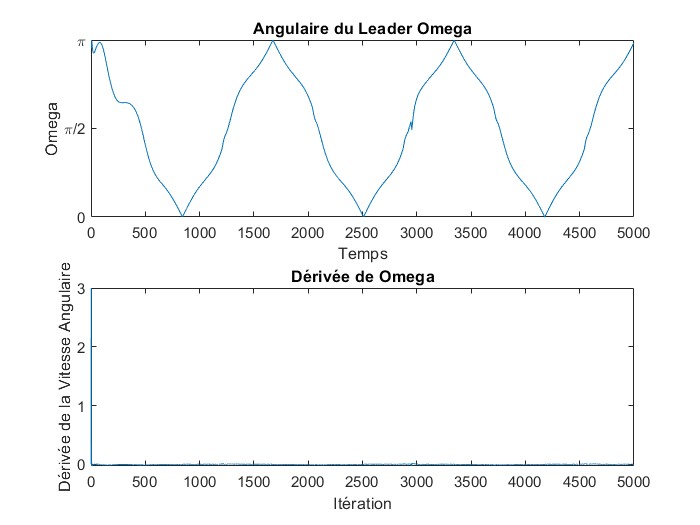 Angulaire du Leader Omega
π
π/2
0
Omega
0 500 1000 1500 2000 2500 3000 3500 4000 4500 5000
Temps
Dérivée de Omega
3
2
1
0
Dérivée de la Vitesse Angulaire
0 500 1000 1500 2000 2500 3000 3500 4000 4500 5000
Itération